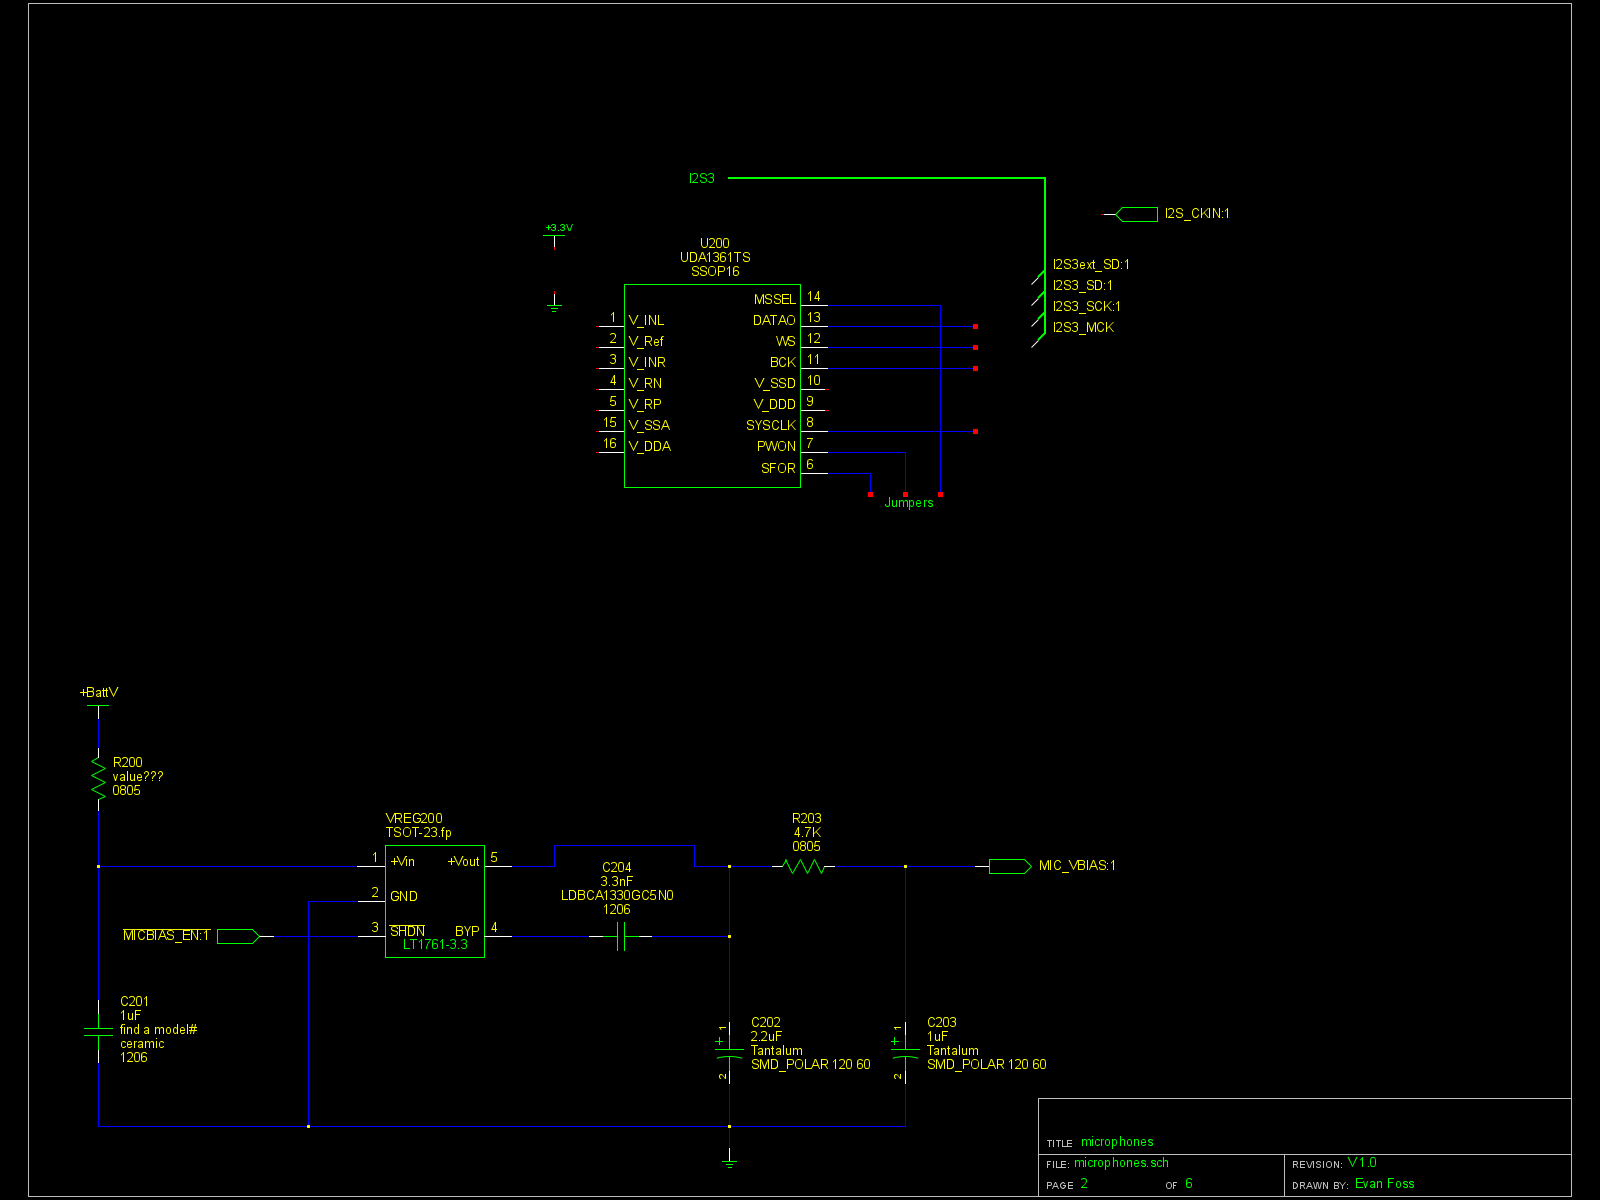 I2S3
I2S_CKIN:1
+3.3V
U200
UDA1361TS
SSOP16
I2S3ext_SD:1
I2S3_SD:1
I2S3_SCK:1
I2S3_MCK
MSSEL 14
1 V_INL DATAO 13
2 V_Ref WS 12
3 V_INR BCK 11
4 V_RN V_SSD 10
5 V_RP V_DDD 9
15 V_SSA SYSCLK 8
16 V_DDA PWON 7
SFOR 6
Jumpers
+BattV
R200
value???
0805
VREG200
TSOT-23.fp
1 +Vin +Vout 5
2 GND
3 SHDN BYP 4
LT1761-3.3
MICBIAS_EN:1
C204
3.3nF
LDBCA1330GC5N0
1206
R203
4.7K
0805
MIC_VBIAS:1
C201
1uF
find a model#
ceramic
1206
1
+
2
C202
2.2uF
Tantalum
SMD_POLAR 120 60
1
+
2
C203
1uF
Tantalum
SMD_POLAR 120 60
TITLE microphones
FILE: microphones.sch REVISION: V1.0
PAGE 2 OF 6 DRAWN BY: Evan Foss